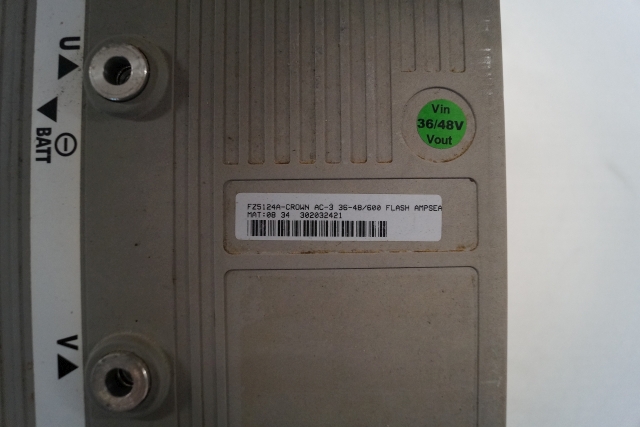 U
BATT
V
Vin
36/48V
Vout
FZ5124A-CROWN AC-3 36-48/600 FLASH AMPSEA
MAT:08 34 302032421